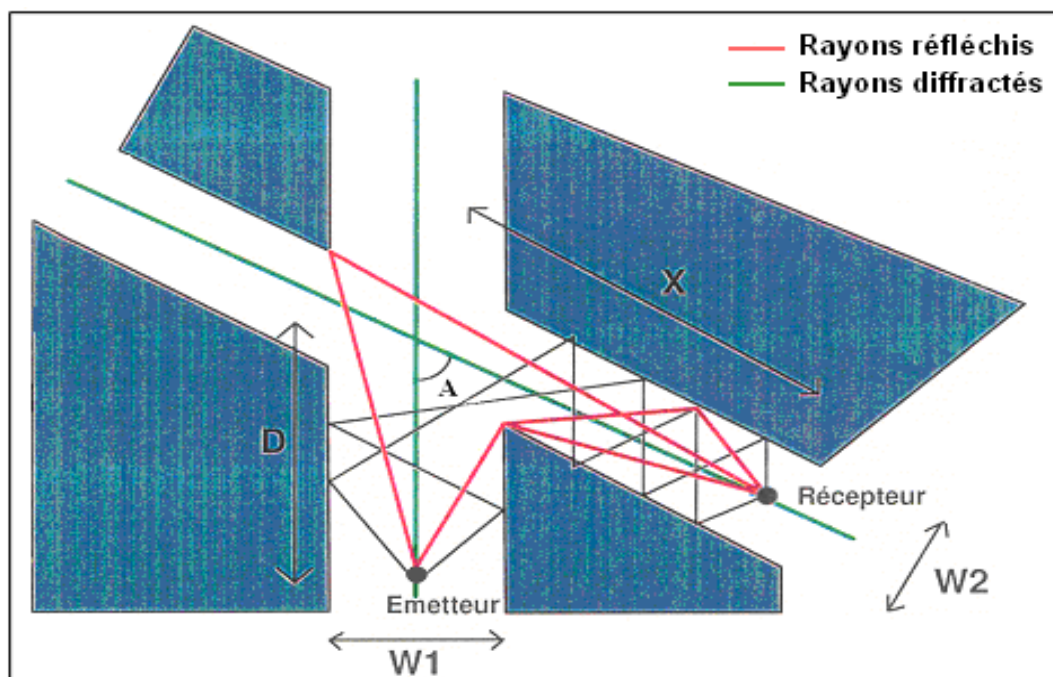 Rayons réfléchis
Rayons diffractés
X
A
D
Récepteur
Emetteur
W2
W1